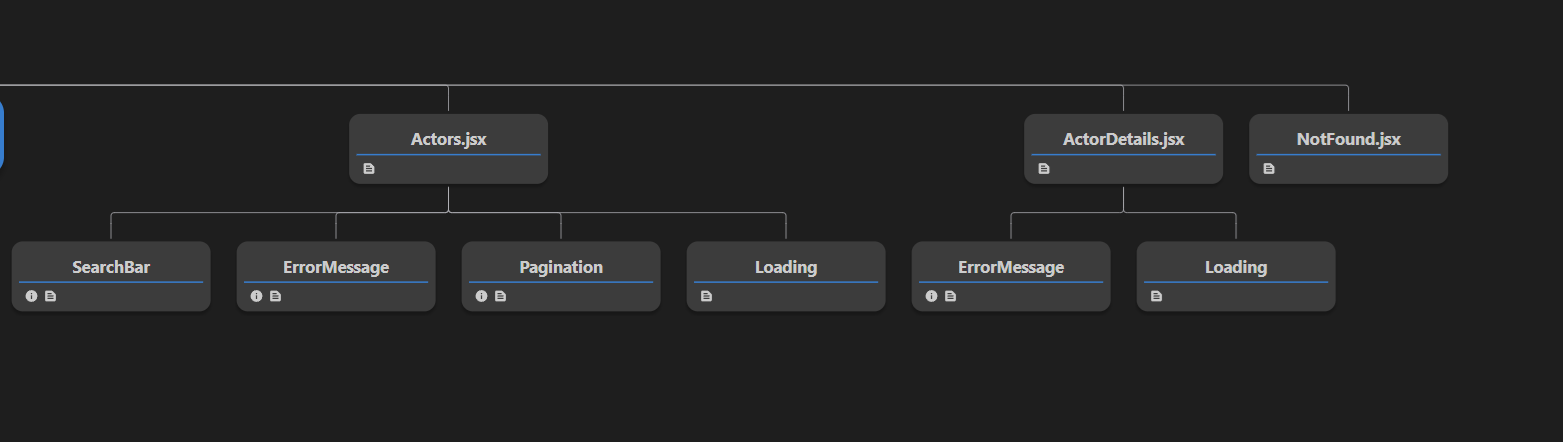 Actors.jsx
ActorDetails.jsx
NotFound.jsx
SearchBar
ErrorMessage
Pagination
Loading
ErrorMessage
Loading